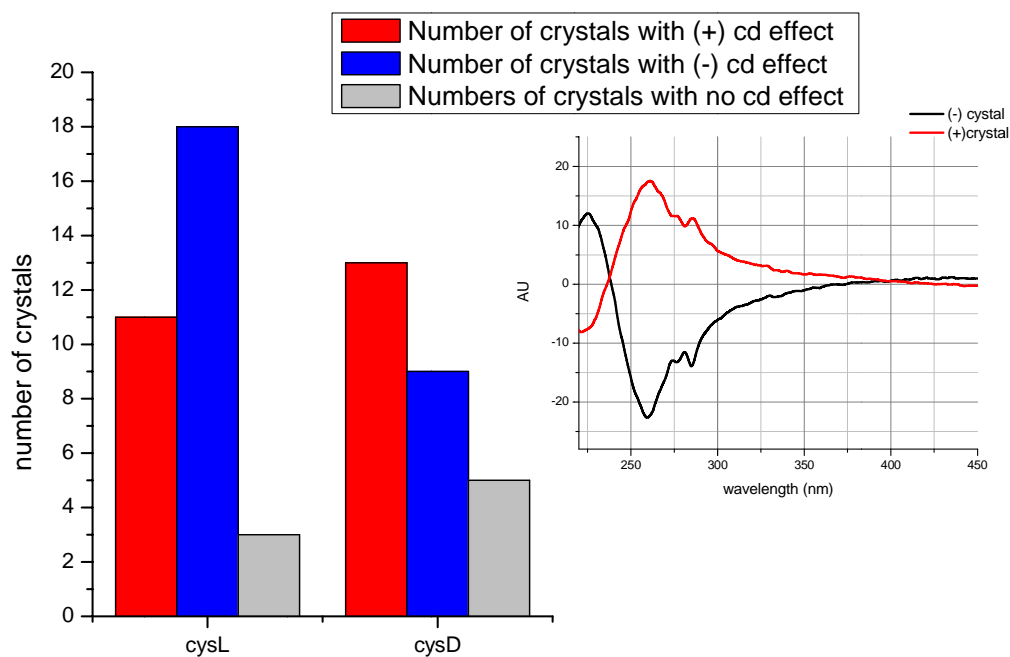 Number of crystals with (+) cd effect
Number of crystals with (-) cd effect
Numbers of crystals with no cd effect
number of crystals
20
18
16
14
12
10
8
6
4
2
0
cysL
cysD
(-) cystal
(+)crystal
AU
20
10
0
-10
-20
250
300
350
400
450
wavelength (nm)